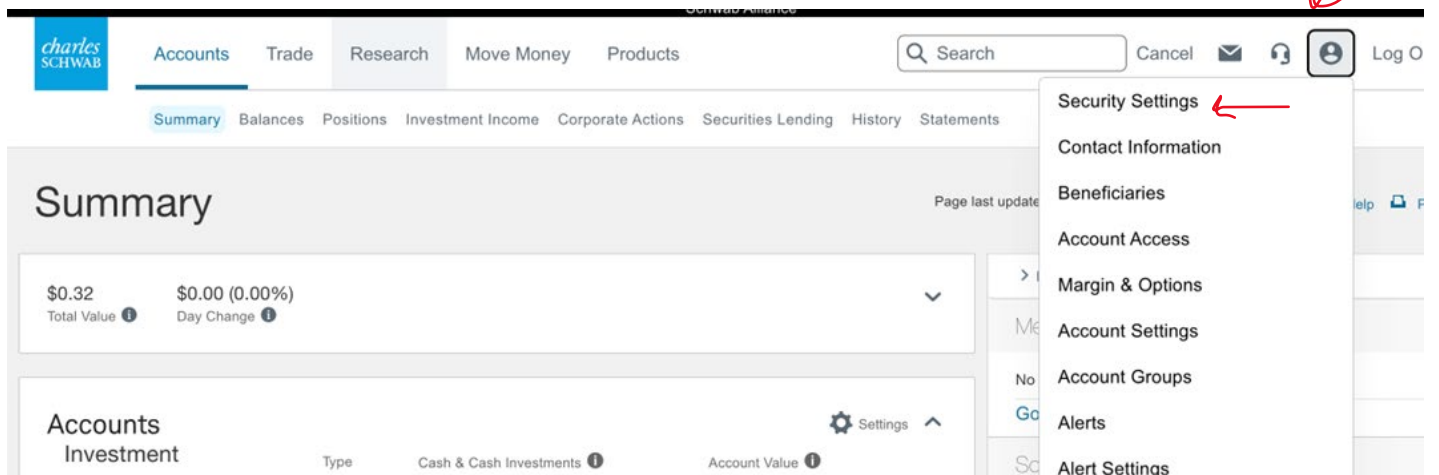 Schwab Alliance
charles
SCHWAB
Accounts Trade Research Move Money Products Search Cancel Log O
Summary Balances Positions Investment Income Corporate Actions Securities Lending History Statements
Security Settings
Contact Information
Beneficiaries
Account Access
Margin & Options
Account Settings
Account Groups
Alerts
Alert Settings
Summary
Page last update
elp
$0.32 $0.00 (0.00%)
Total Value Day Change
No
Go
Accounts
Settings
Investment
Type Cash & Cash Investments Account Value